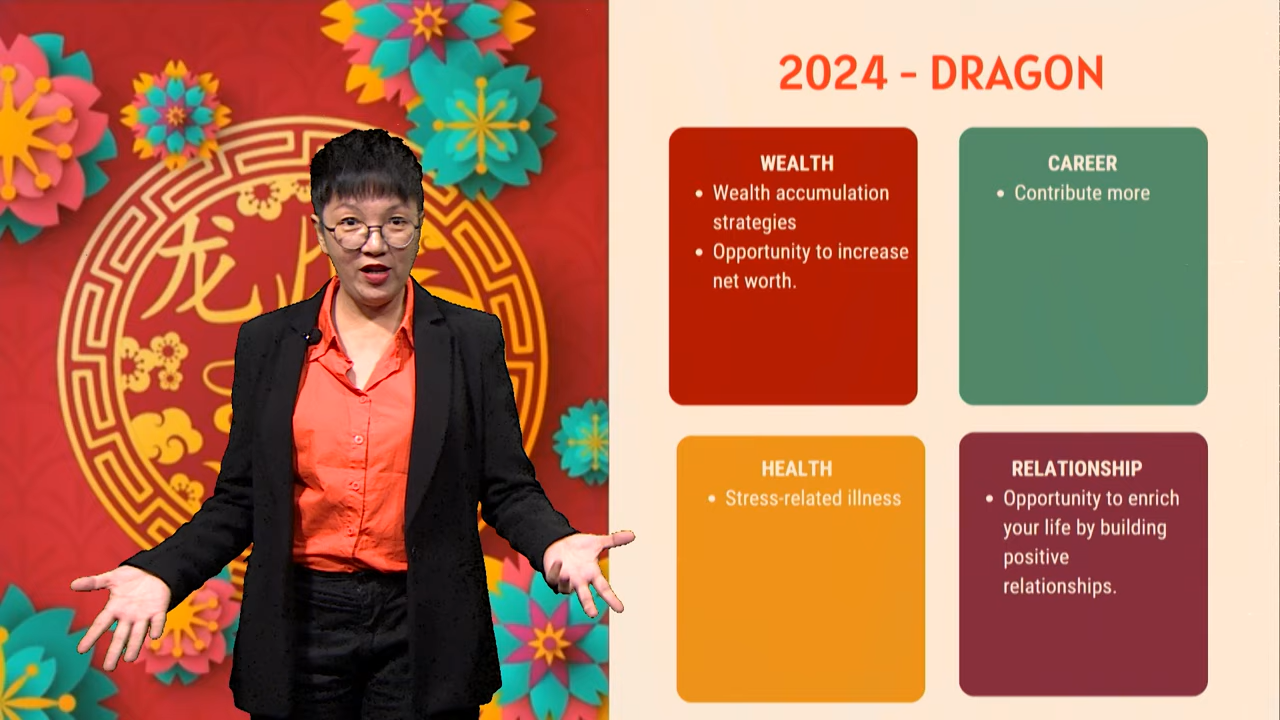 2024 - DRAGON
WEALTH
• Wealth accumulation
strategies
• Opportunity to increase
net worth.
CAREER
• Contribute more
HEALTH
• Stress-related illness
RELATIONSHIP
• Opportunity to enrich
your life by building
positive
relationships.
龙